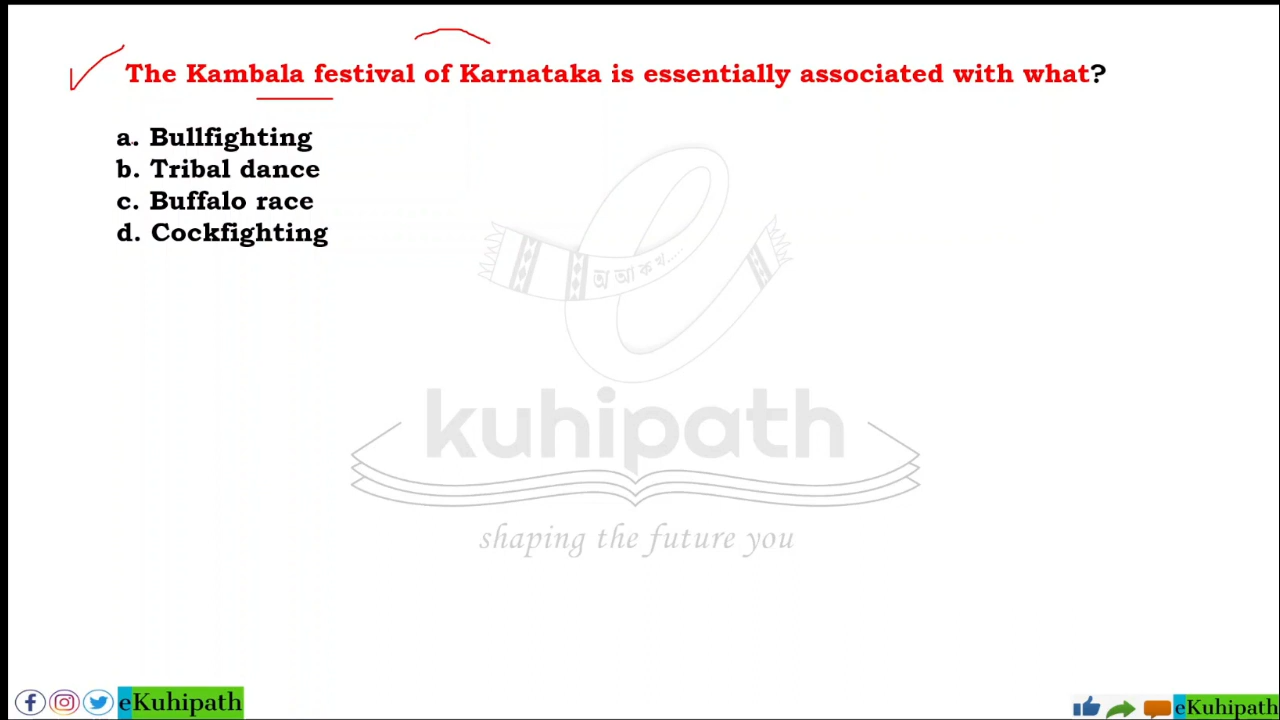 The Kambala festival of Karnataka is essentially associated with what?
a. Bullfighting
b. Tribal dance
c. Buffalo race
d. Cockfighting
অ আ ক খ.....
kuhipath
shaping the future you
eKuhipath
eKuhipath